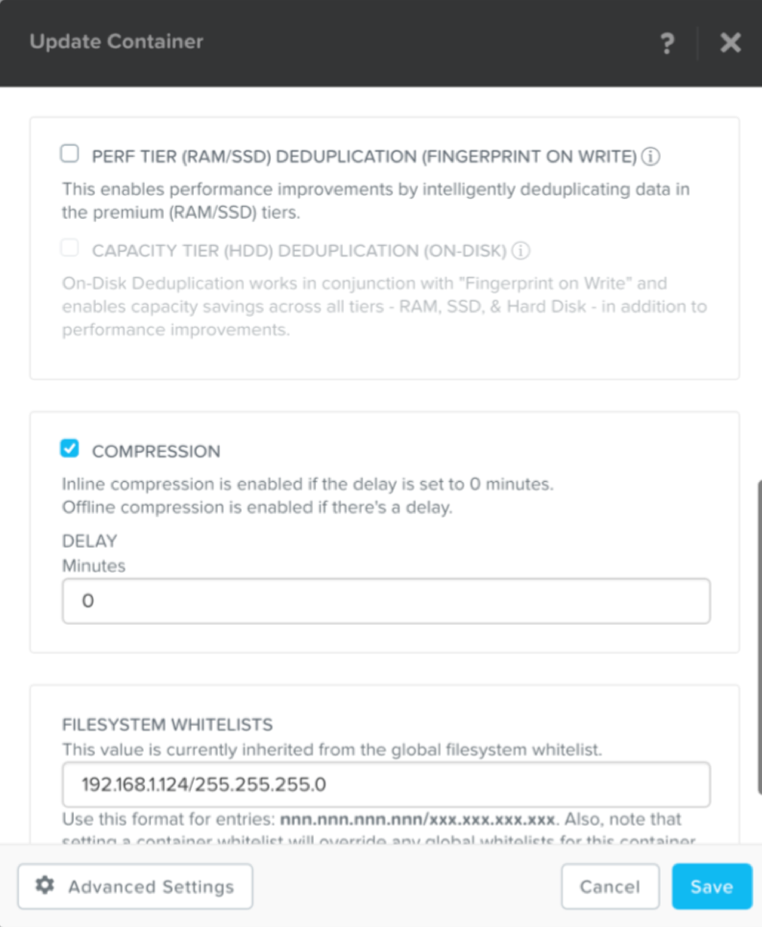 Update Container
?
PERF TIER (RAM/SSD) DEDUPLICATION (FINGERPRINT ON WRITE)
This enables performance improvements by intelligently deduplicating data in
the premium (RAM/SSD) tiers.
CAPACITY TIER (HDD) DEDUPLICATION (ON-DISK)
On-Disk Deduplication works in conjunction with "Fingerprint on Write" and
enables capacity savings across all tiers - RAM, SSD, & Hard Disk - in addition to
performance improvements.
COMPRESSION
Inline compression is enabled if the delay is set to 0 minutes.
Offline compression is enabled if there's a delay.
DELAY
Minutes
0
FILESYSTEM WHITELISTS
This value is currently inherited from the global filesystem whitelist.
192.168.1.124/255.255.255.0
Use this format for entries: nnn.nnn.nnn.nnn/xxx.xxx.xxx.xxx. Also, note that
setting a container whitelist will override any global whitelists for this container
Advanced Settings
Cancel
Save